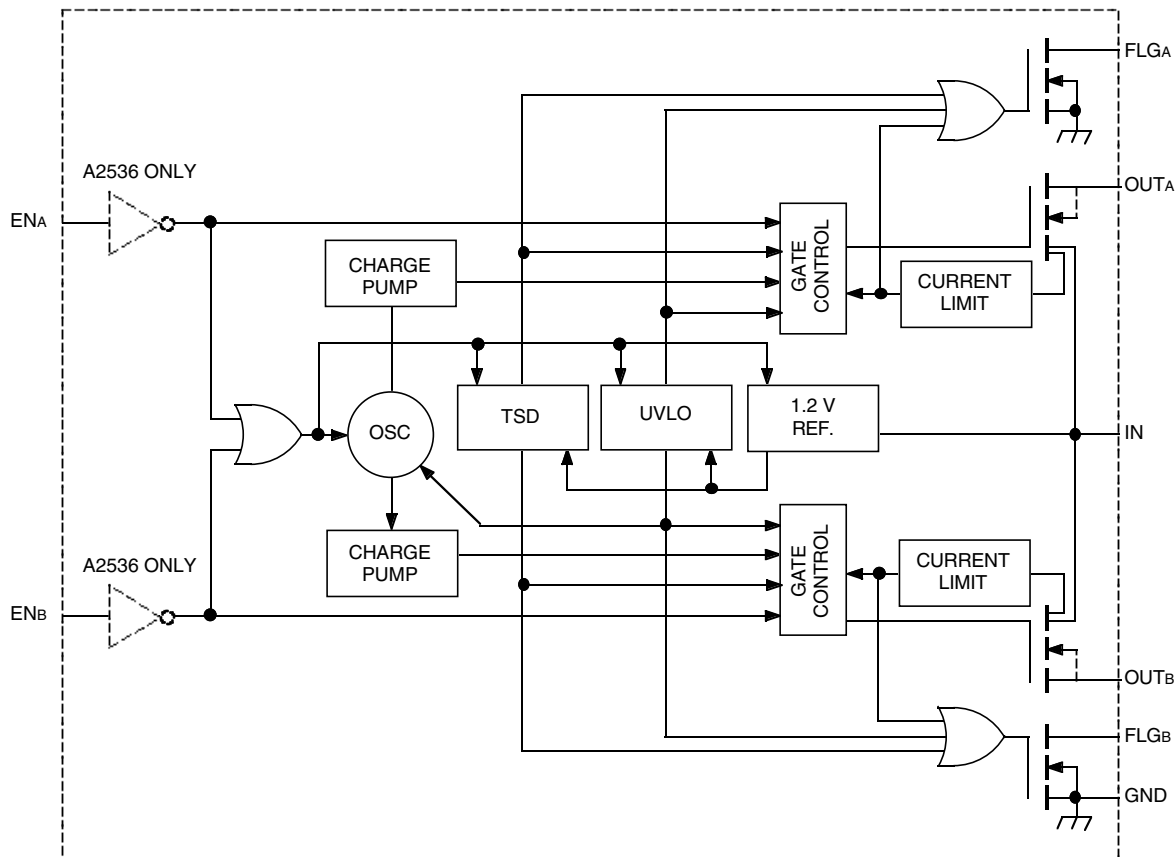 FLGA
A2536 ONLY
OUTA
ENA
CHARGE
PUMP
GATE
CONTROL
CURRENT
LIMIT
OSC
TSD
UVLO
1.2 V
REF.
IN
CHARGE
PUMP
GATE
CONTROL
CURRENT
LIMIT
A2536 ONLY
ENB
OUTB
FLGB
GND